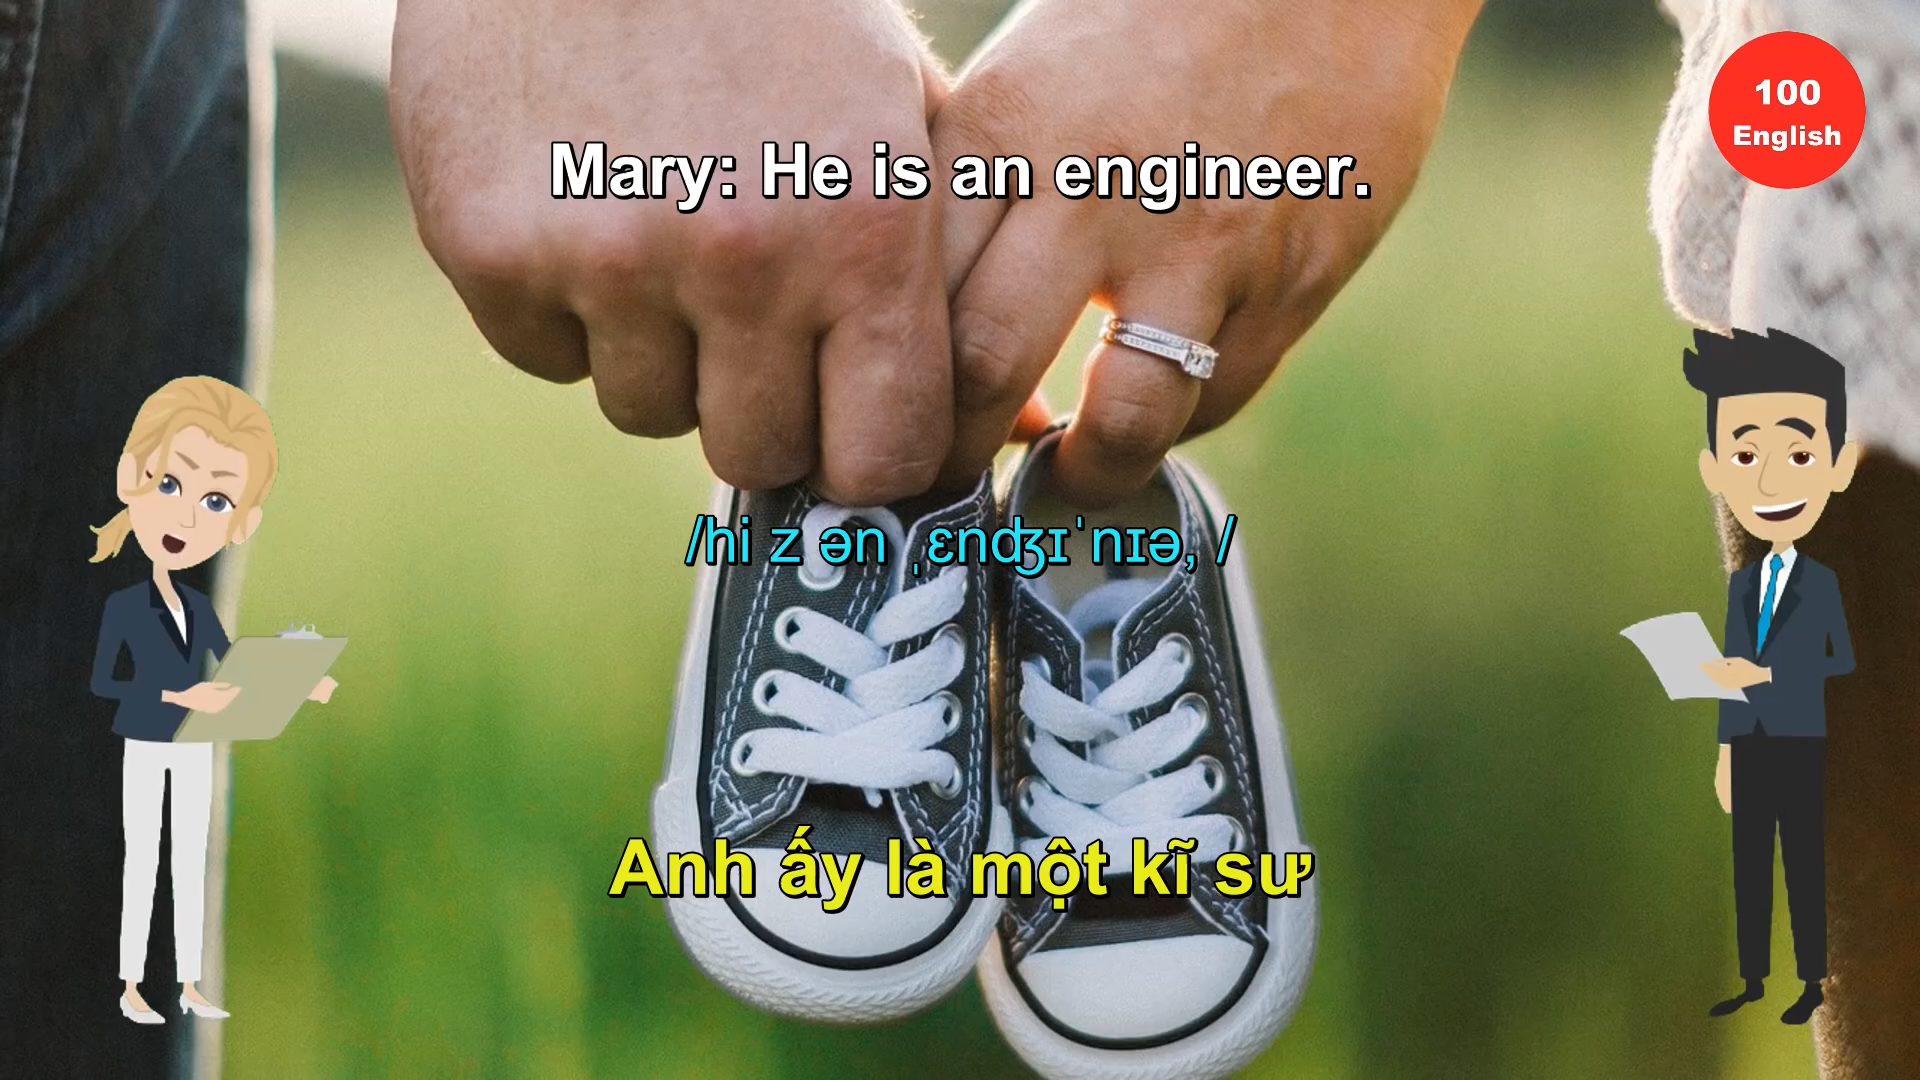 100
English
Mary: He is an engineer.
/hi z ən ˌɛnʤɪˈnɪə, /
Anh ấy là một kĩ sư